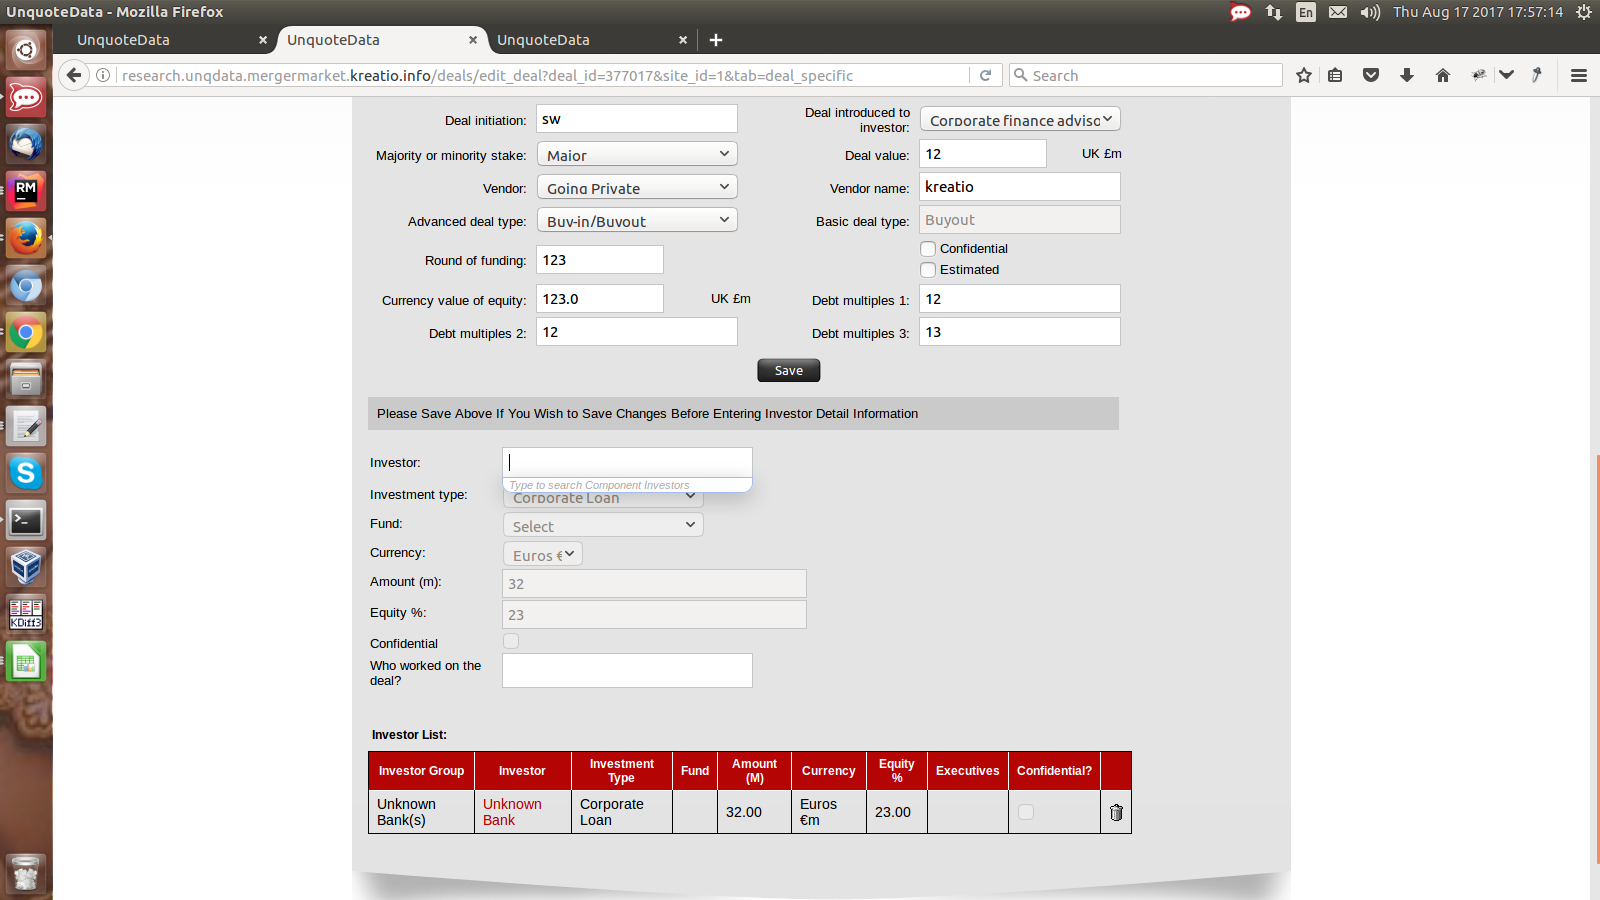 UnquoteData - Mozilla Firefox
En
Thu Aug 17 2017 17:57:14
UnquoteData
UnquoteData
UnquoteData
research.unqdata.mergermarket.kreatio.info/deals/edit_deal?deal_id=377017&site_id=1&tab=deal_specific
Search
Deal initiation: sw
Deal introduced to
investor: Corporate finance adviso
Majority or minority stake: Major
Deal value: 12 UK £m
Vendor: Going Private
Vendor name: kreatio
Advanced deal type: Buy-in/Buyout
Basic deal type: Buyout
Confidential
Round of funding: 123
Estimated
Currency value of equity: 123.0 UK £m
Debt multiples 1: 12
Debt multiples 2: 12
Debt multiples 3: 13
Save
Please Save Above If You Wish to Save Changes Before Entering Investor Detail Information
Investor:
Type to search Component Investors
Investment type: Corporate Loan
Fund: Select
Currency: Euros €
Amount (m): 32
Equity %: 23
Confidential
Who worked on the
deal?
Investor List:
Investor Group Investor Investment Type Fund Amount (M) Currency Equity % Executives Confidential?
Unknown Bank(s) Unknown Bank Corporate Loan 32.00 Euros €m 23.00
RM
S
KDiff3